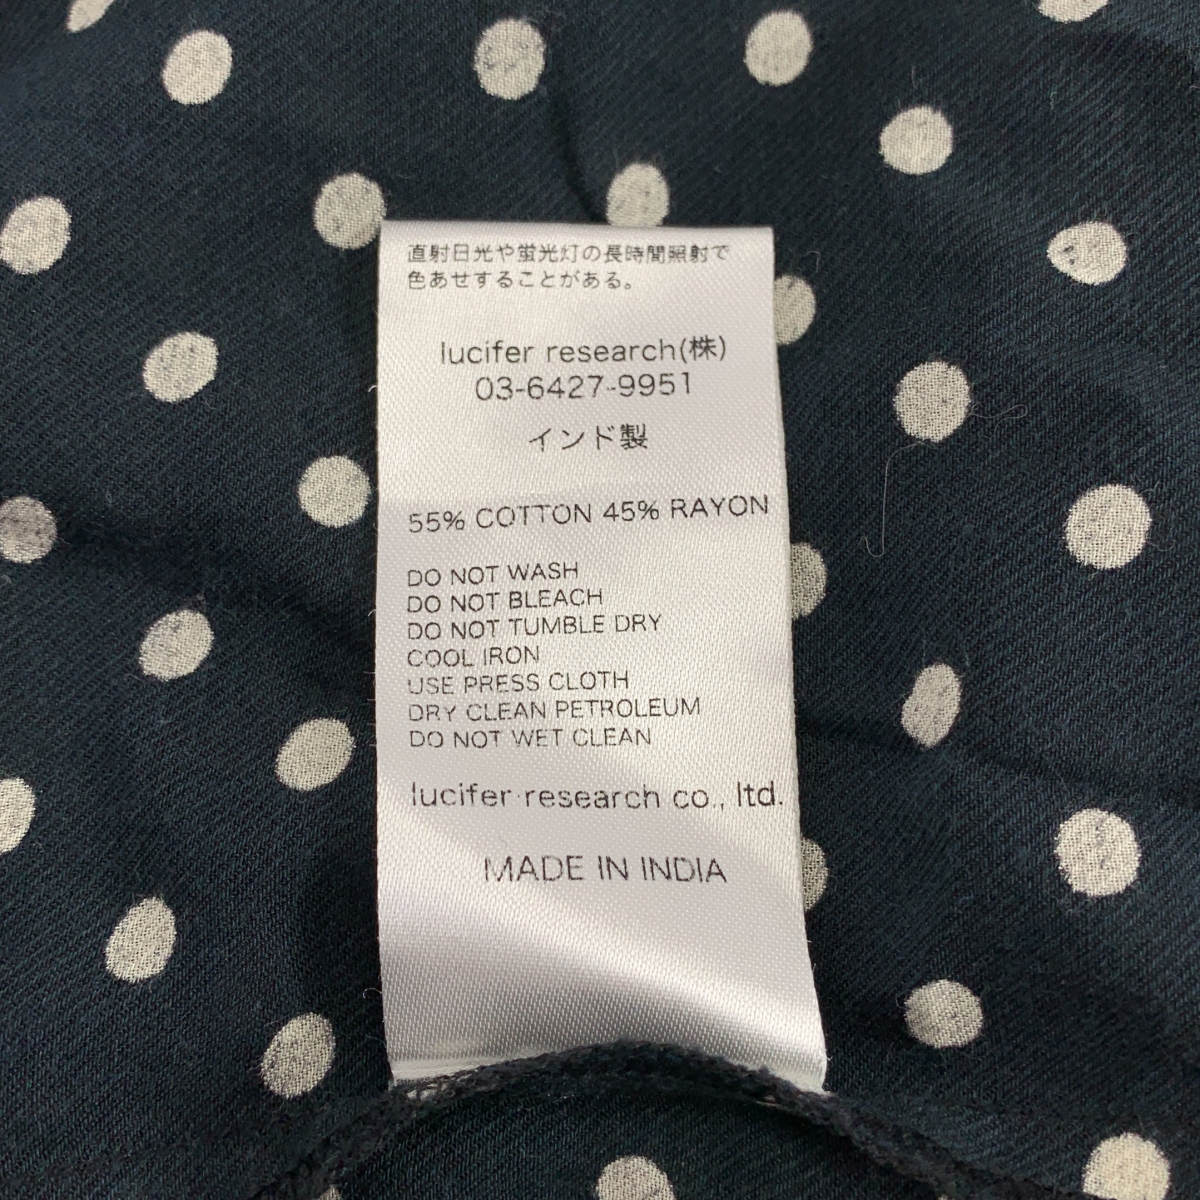 直射日光や蛍光灯の長時間照射で
色あせすることがある。
lucifer research(株)
03-6427-9951
インド製
55% COTTON 45% RAYON
DO NOT WASH
DO NOT BLEACH
DO NOT TUMBLE DRY
COOL IRON
USE PRESS CLOTH
DRY CLEAN PETROLEUM
DO NOT WET CLEAN
lucifer research co., ltd.
MADE IN INDIA